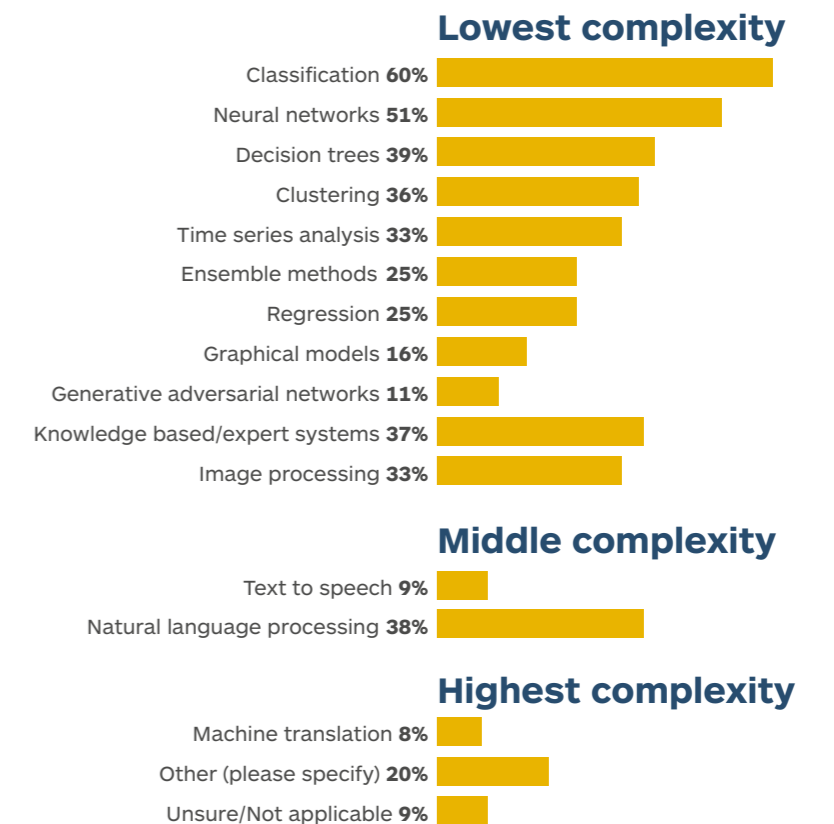 Lowest complexity
Classification 60%
Neural networks 51%
Decision trees 39%
Clustering 36%
Time series analysis 33%
Ensemble methods 25%
Regression 25%
Graphical models 16%
Generative adversarial networks 11%
Knowledge based/expert systems 37%
Image processing 33%
Middle complexity
Text to speech 9%
Natural language processing 38%
Highest complexity
Machine translation 8%
Other (please specify) 20%
Unsure/Not applicable 9%